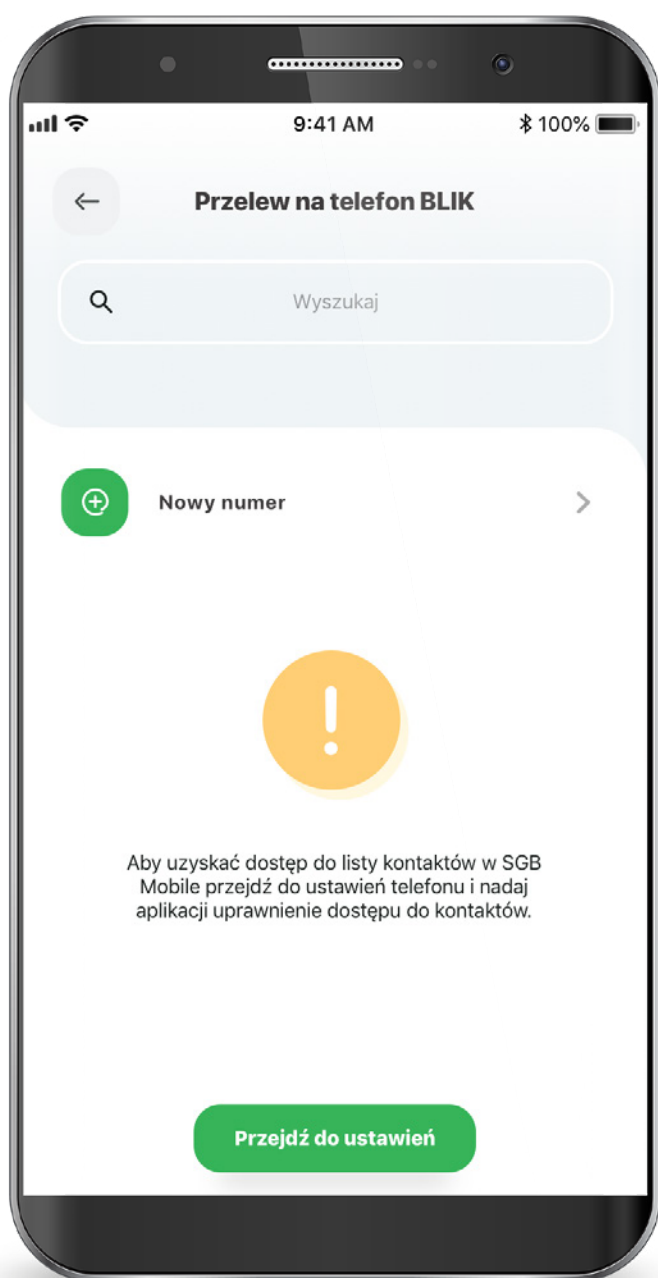 9:41 AM
100%
Przelew na telefon BLIK
Wyszukaj
Nowy numer
!
Aby uzyskać dostęp do listy kontaktów w SGB
Mobile przejdź do ustawień telefonu i nadaj
aplikacji uprawnienie dostępu do kontaktów.
Przejdź do ustawień